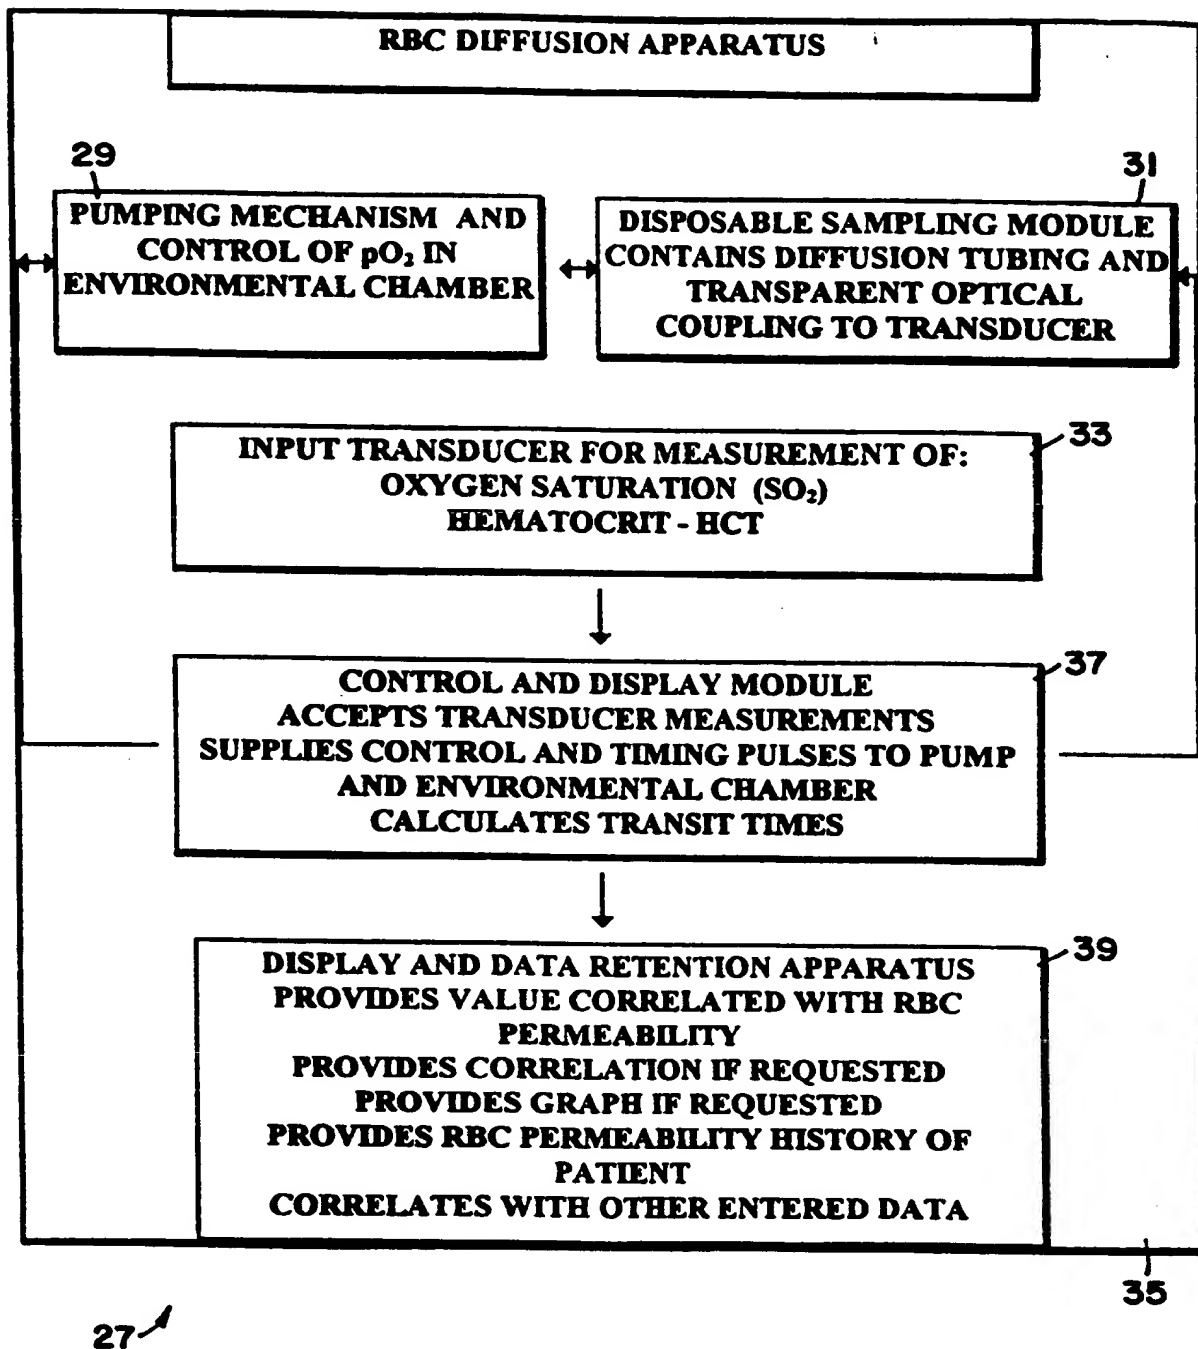 RBC DIFFUSION APPARATUS
29
PUMPING MECHANISM AND
CONTROL OF pO₂ IN
ENVIRONMENTAL CHAMBER
31
DISPOSABLE SAMPLING MODULE
CONTAINS DIFFUSION TUBING AND
TRANSPARENT OPTICAL
COUPLING TO TRANSDUCER
33
INPUT TRANSDUCER FOR MEASUREMENT OF:
OXYGEN SATURATION (SO₂)
HEMATOCRIT - HCT
37
CONTROL AND DISPLAY MODULE
ACCEPTS TRANSDUCER MEASUREMENTS
SUPPLIES CONTROL AND TIMING PULSES TO PUMP
AND ENVIRONMENTAL CHAMBER
CALCULATES TRANSIT TIMES
39
DISPLAY AND DATA RETENTION APPARATUS
PROVIDES VALUE CORRELATED WITH RBC
PERMEABILITY
PROVIDES CORRELATION IF REQUESTED
PROVIDES GRAPH IF REQUESTED
PROVIDES RBC PERMEABILITY HISTORY OF
PATIENT
CORRELATES WITH OTHER ENTERED DATA
35
27